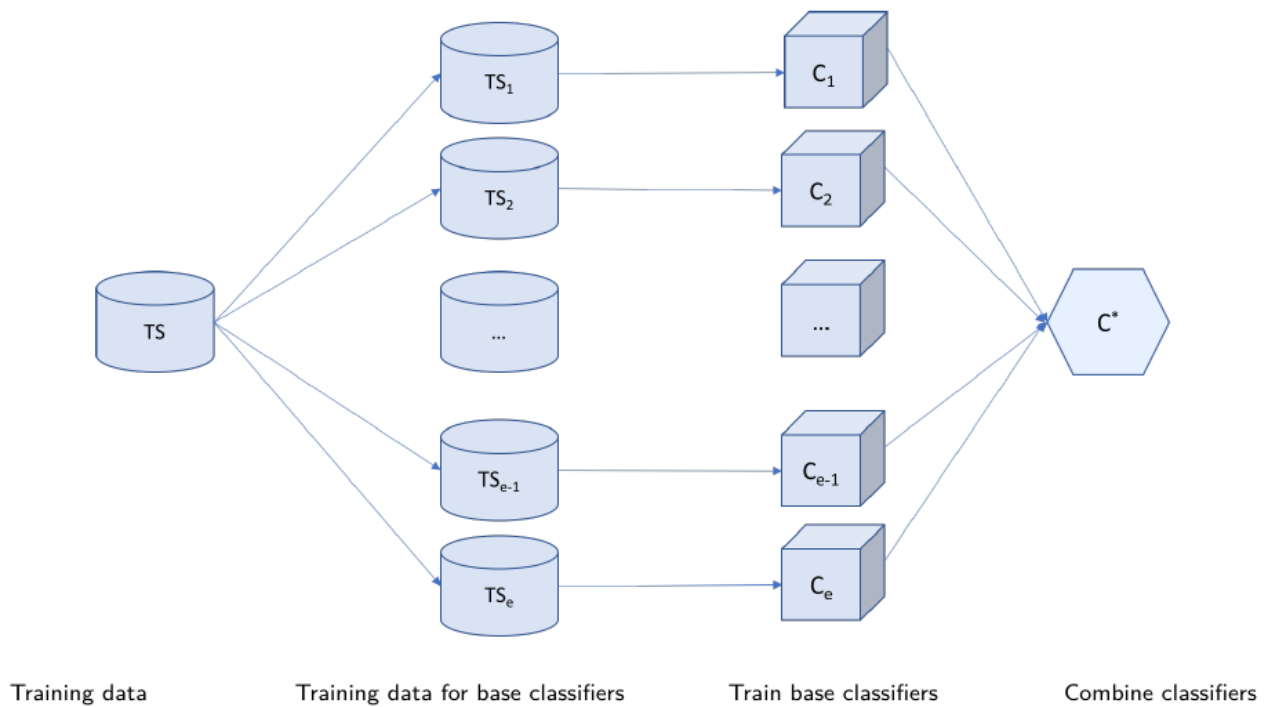 TS₁
C₁
TS₂
C₂
TS
...
...
C*
TSₑ₋₁
Cₑ₋₁
TSₑ
Cₑ
Training data
Training data for base classifiers
Train base classifiers
Combine classifiers